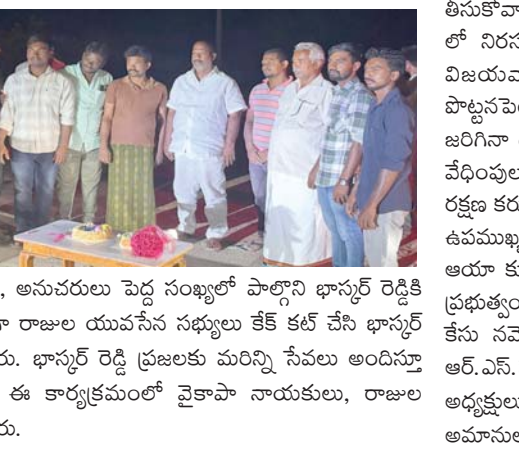 , అనుచరులు పెద్ద సంఖ్యలో పాల్గొని భాస్కర్ రెడ్డికి
రాజుల యువసేన సభ్యులు కేక్ కట్ చేసి భాస్కర్
రు. భాస్కర్ రెడ్డి ప్రజలకు మరిన్ని సేవలు అందిస్తూ
ఈ కార్యక్రమంలో వైకాపా నాయకులు, రాజుల
రు.
తీసుకోవా
లో నిరస
విజయవా
పొట్టనపె
జరిగినా
వేధింపుల
రక్షణ కరు
ఉపముఖ్య
ఆయా కు
ప్రభుత్వం
కేసు నమో
ఆర్.ఎస్.
అధ్యక్షులు
అమానుల